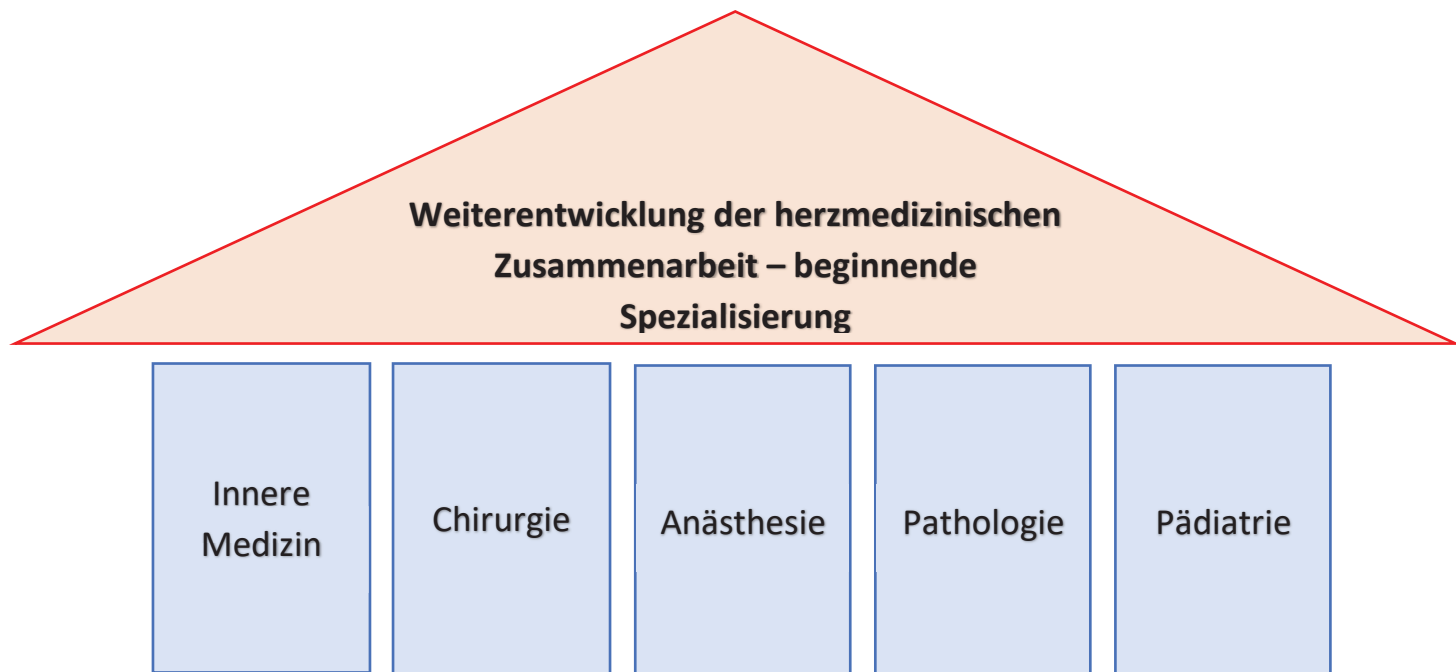 Weiterentwicklung der herzmedizinischen
Zusammenarbeit – beginnende
Spezialisierung
Innere
Medizin
Chirurgie
Anästhesie
Pathologie
Pädiatrie